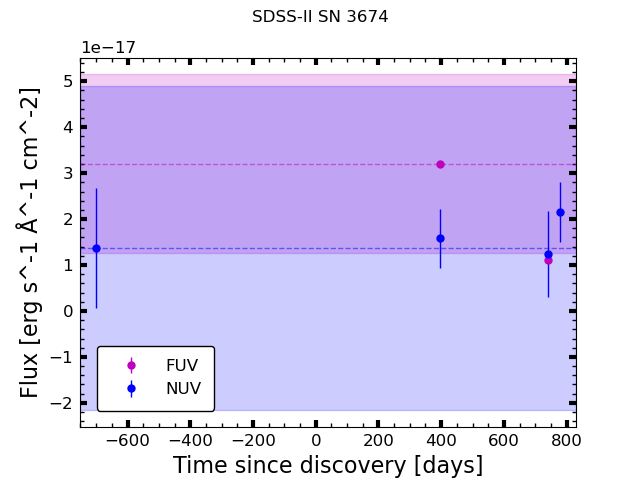 SDSS-II SN 3674
1e−17
5
4
3
2
1
0
−1
−2
Flux [erg s^-1 Å^-1 cm^-2]
FUV
NUV
−600 −400 −200 0 200 400 600 800
Time since discovery [days]